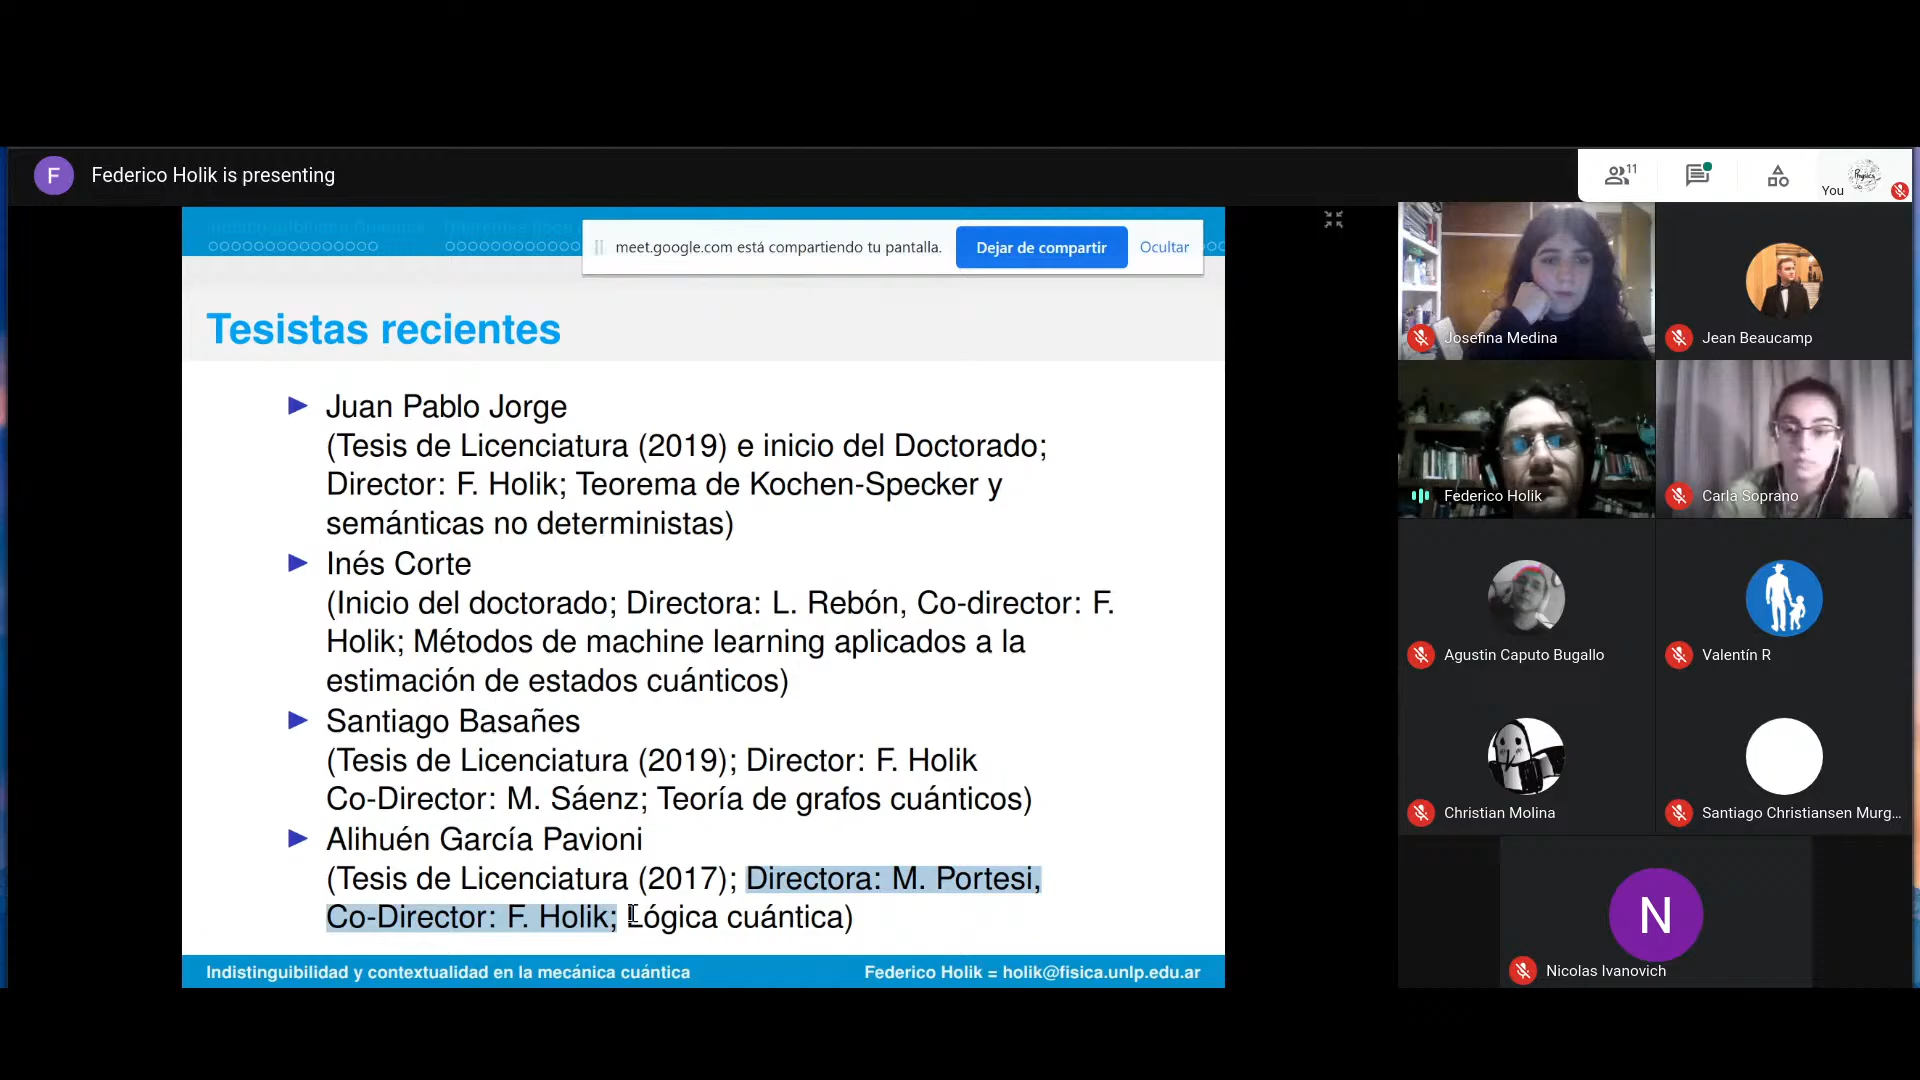 F
Federico Holik is presenting
11
You
Physics
meet.google.com está compartiendo tu pantalla.
Dejar de compartir
Ocultar
Tesistas recientes
Juan Pablo Jorge
(Tesis de Licenciatura (2019) e inicio del Doctorado;
Director: F. Holik; Teorema de Kochen-Specker y
semánticas no deterministas)
Inés Corte
(Inicio del doctorado; Directora: L. Rebón, Co-director: F.
Holik; Métodos de machine learning aplicados a la
estimación de estados cuánticos)
Santiago Basañes
(Tesis de Licenciatura (2019); Director: F. Holik
Co-Director: M. Sáenz; Teoría de grafos cuánticos)
Alihuén García Pavioni
(Tesis de Licenciatura (2017); Directora: M. Portesi,
Co-Director: F. Holik; Lógica cuántica)
Indistinguibilidad y contextualidad en la mecánica cuántica
Federico Holik = holik@fisica.unlp.edu.ar
Josefina Medina
Jean Beaucamp
Federico Holik
Carla Soprano
Agustin Caputo Bugallo
Valentín R
Christian Molina
Santiago Christiansen Murg...
N
Nicolas Ivanovich